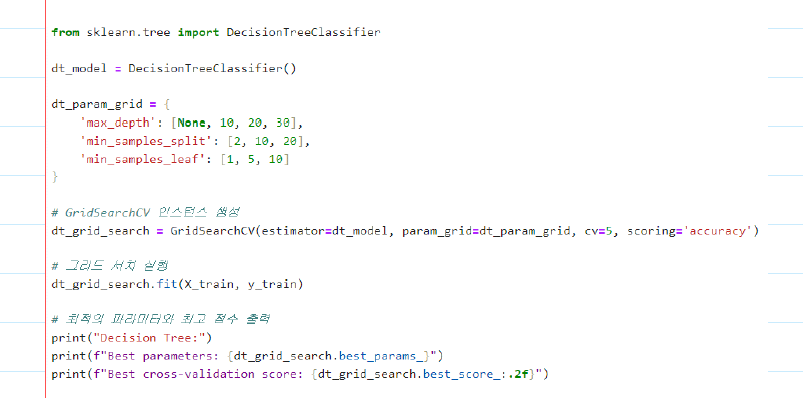 from sklearn.tree import DecisionTreeClassifier
dt_model = DecisionTreeClassifier()
dt_param_grid = {
    'max_depth': [None, 10, 20, 30],
    'min_samples_split': [2, 10, 20],
    'min_samples_leaf': [1, 5, 10]
}
# GridSearchCV 인스턴스 생성
dt_grid_search = GridSearchCV(estimator=dt_model, param_grid=dt_param_grid, cv=5, scoring='accuracy')
# 그리드 서치 실행
dt_grid_search.fit(X_train, y_train)
# 최적의 파라미터와 최고 점수 출력
print("Decision Tree:")
print(f"Best parameters: {dt_grid_search.best_params_}")
print(f"Best cross-validation score: {dt_grid_search.best_score_:.2f}")